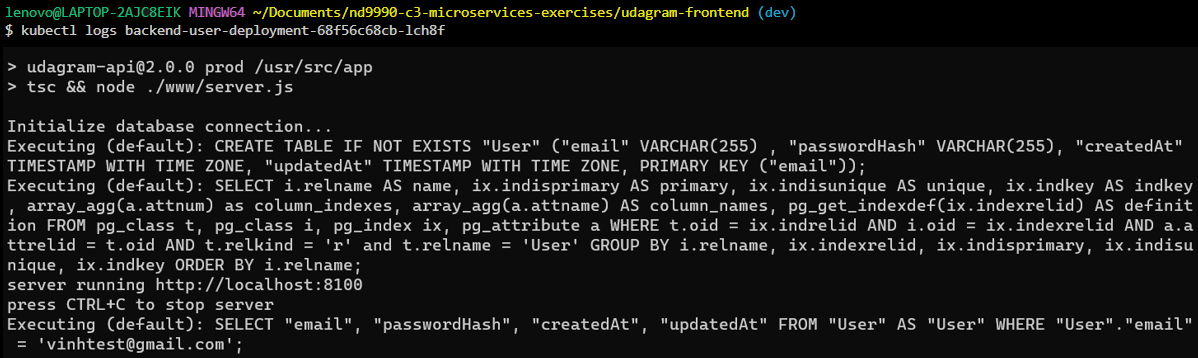 lenovo@LAPTOP-2AJC8EIK MINGW64 ~/Documents/nd9990-c3-microservices-exercises/udagram-frontend (dev)
$ kubectl logs backend-user-deployment-68f56c68cb-lch8f
> udagram-api@2.0.0 prod /usr/src/app
> tsc && node ./www/server.js
Initialize database connection...
Executing (default): CREATE TABLE IF NOT EXISTS "User" ("email" VARCHAR(255) , "passwordHash" VARCHAR(255), "createdAt"
TIMESTAMP WITH TIME ZONE, "updatedAt" TIMESTAMP WITH TIME ZONE, PRIMARY KEY ("email"));
Executing (default): SELECT i.relname AS name, ix.indisprimary AS primary, ix.indisunique AS unique, ix.indkey AS indkey
, array_agg(a.attnum) as column_indexes, array_agg(a.attname) AS column_names, pg_get_indexdef(ix.indexrelid) AS definit
ion FROM pg_class t, pg_class i, pg_index ix, pg_attribute a WHERE t.oid = ix.indrelid AND i.oid = ix.indexrelid AND a.a
ttrelid = t.oid AND t.relkind = 'r' and t.relname = 'User' GROUP BY i.relname, ix.indexrelid, ix.indisprimary, ix.indisu
nique, ix.indkey ORDER BY i.relname;
server running http://localhost:8100
press CTRL+C to stop server
Executing (default): SELECT "email", "passwordHash", "createdAt", "updatedAt" FROM "User" AS "User" WHERE "User"."email"
= 'vinhtest@gmail.com';